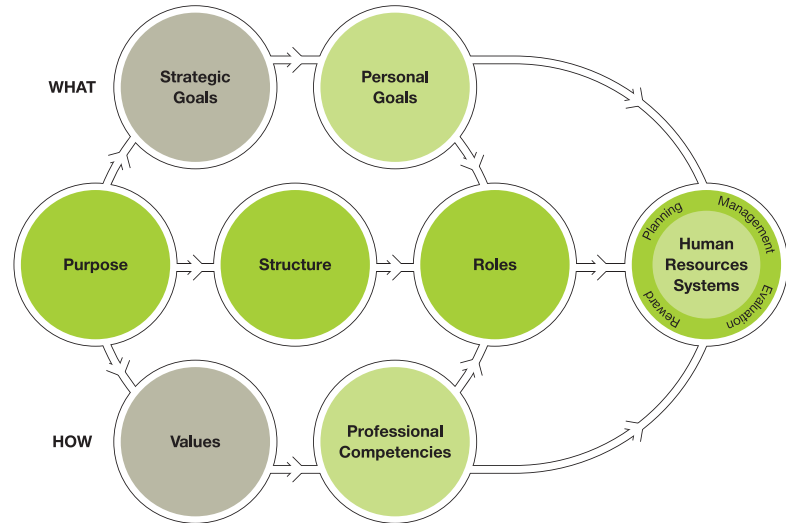 WHAT
Strategic
Goals
Personal
Goals
Purpose
Structure
Roles
Planning
Management
Human
Resources
Systems
Reward
Evaluation
HOW
Values
Professional
Competencies